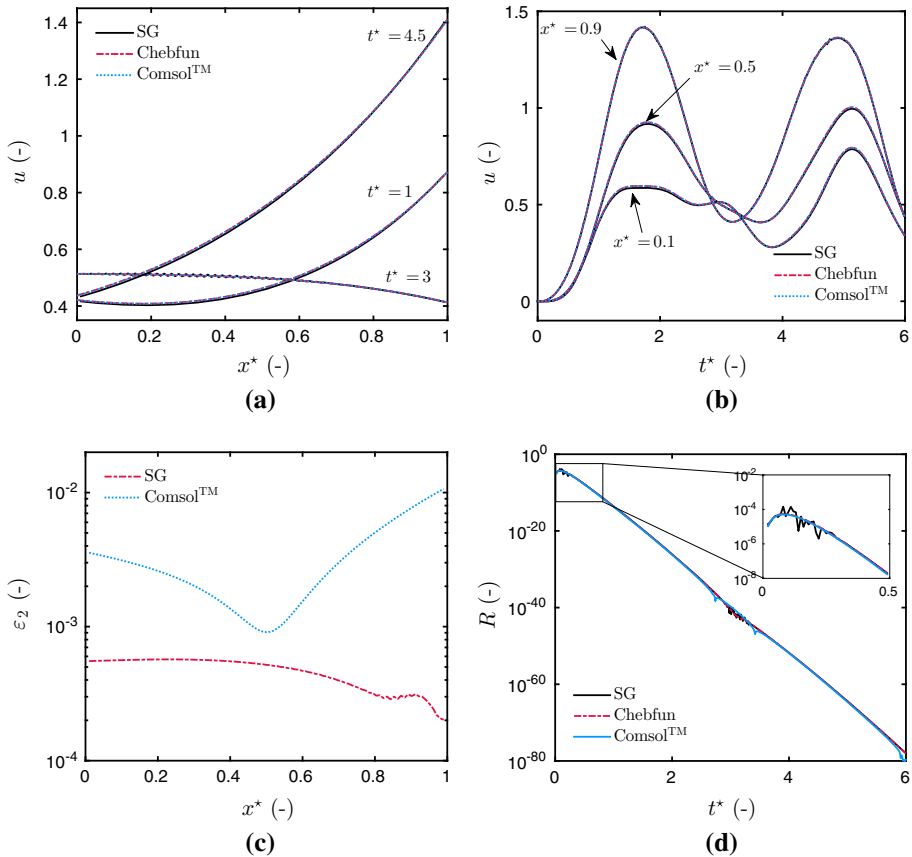 1.4
1.2
1
0.8
0.6
0.4
u (-)
SG
Chebfun
Comsol™
t⋆ = 4.5
t⋆ = 1
t⋆ = 3
0 0.2 0.4 0.6 0.8 1
x⋆ (-)
(a)
1.5
1
0.5
0
u (-)
x⋆ = 0.9
x⋆ = 0.5
x⋆ = 0.1
SG
Chebfun
Comsol™
0 2 4 6
t⋆ (-)
(b)
10⁻²
10⁻³
10⁻⁴
ε₂ (-)
SG
Comsol™
0 0.2 0.4 0.6 0.8 1
x⋆ (-)
(c)
10⁰
10⁻²⁰
10⁻⁴⁰
10⁻⁶⁰
10⁻⁸⁰
R (-)
10⁻²
10⁻⁴
10⁻⁶
10⁻⁸
0 0.5
SG
Chebfun
Comsol™
0 2 4 6
t⋆ (-)
(d)